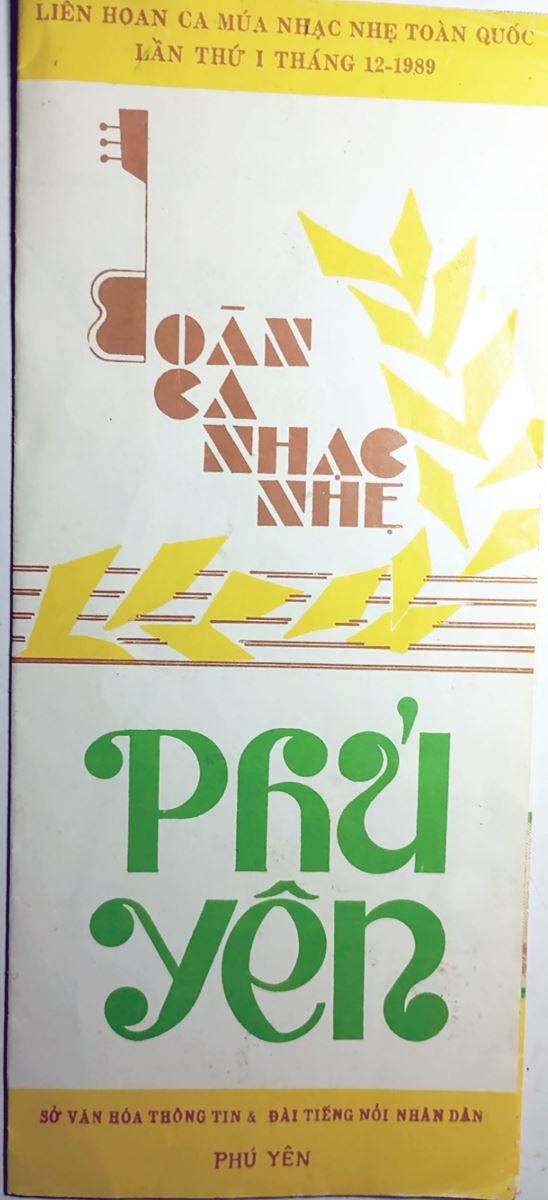 LIÊN HOAN CA MÚA NHẠC NHẸ TOÀN QUỐC
LẦN THỨ I THÁNG 12-1989
ĐOÀN
CA
NHẠC
NHẸ
Phú
yên
SỞ VĂN HÓA THÔNG TIN & ĐÀI TIẾNG NÓI NHÂN DÂN
PHÚ YÊN